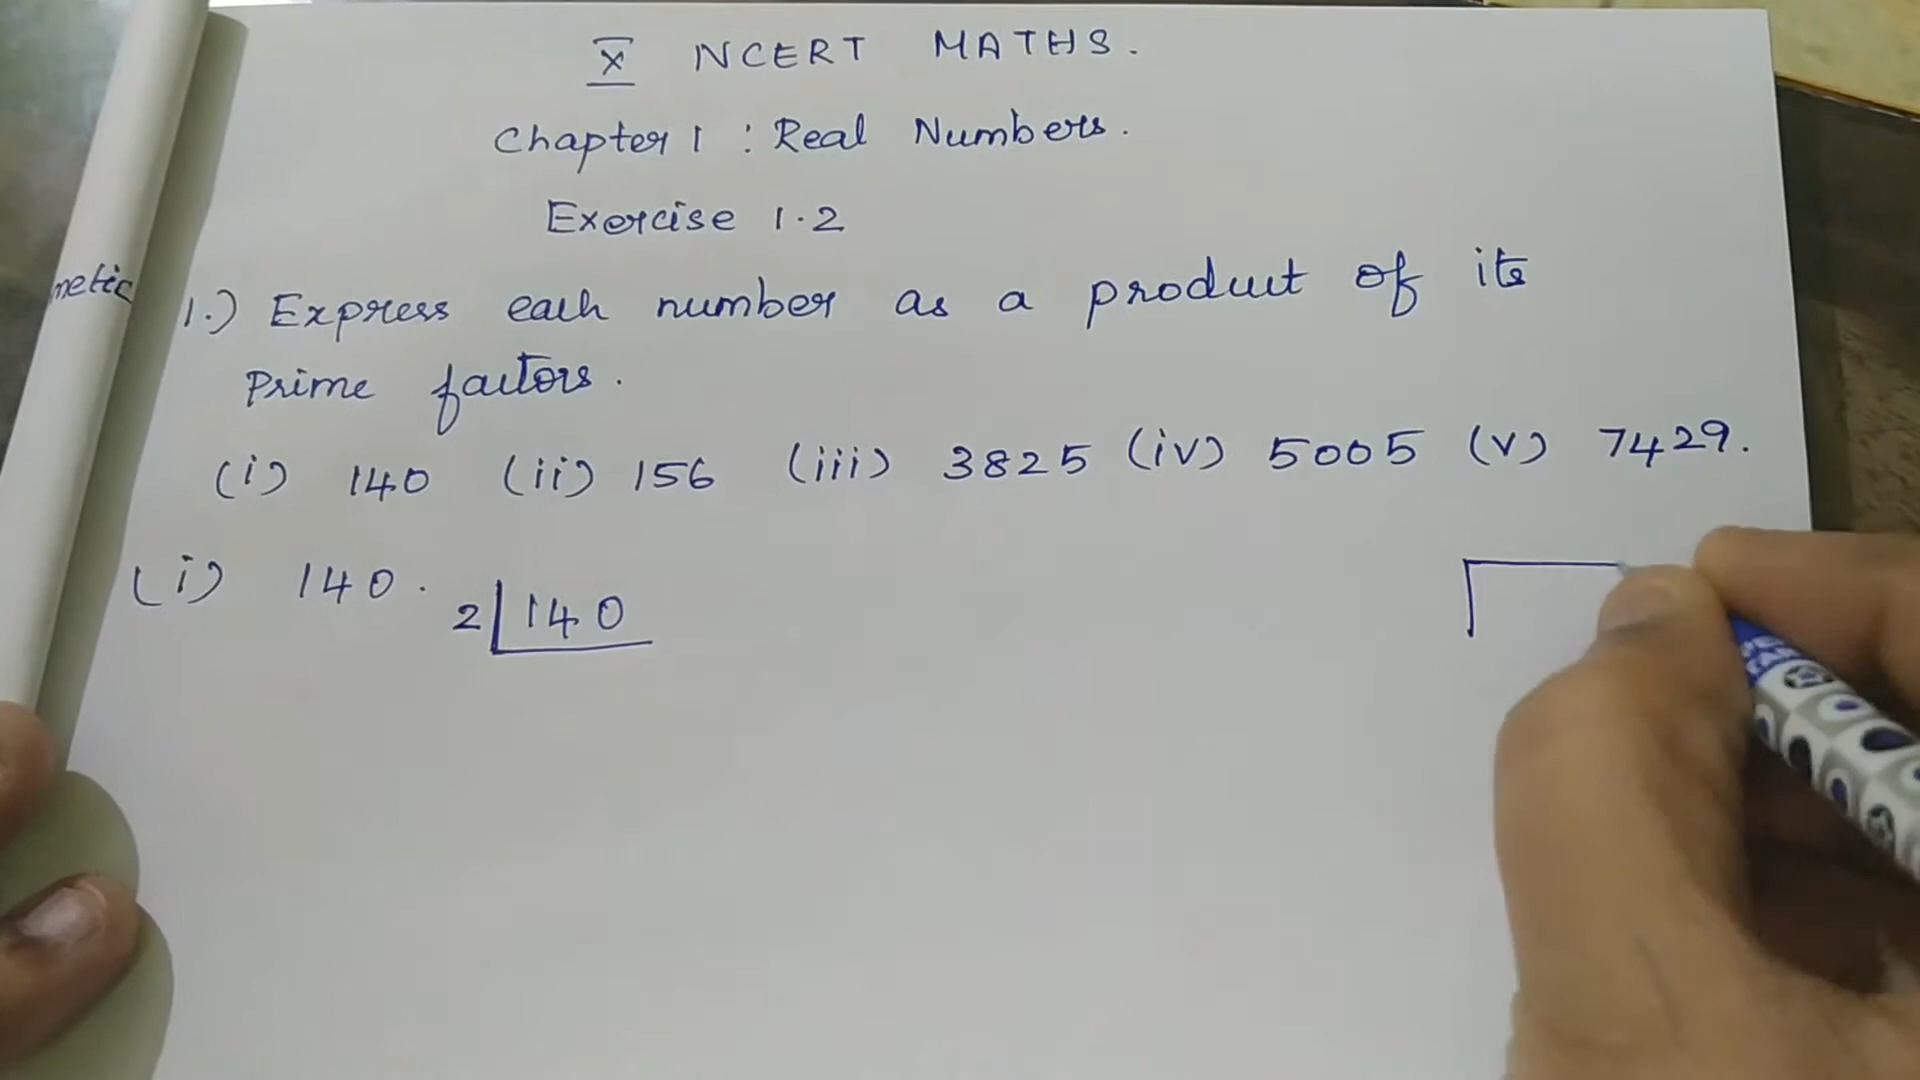 X NCERT MATHS.
Chapter 1 : Real Numbers.
Exercise 1.2
netic
1.) Express each number as a product of its
Prime factors.
(i) 140 (ii) 156 (iii) 3825 (iv) 5005 (v) 7429.
(i) 140. 2 140